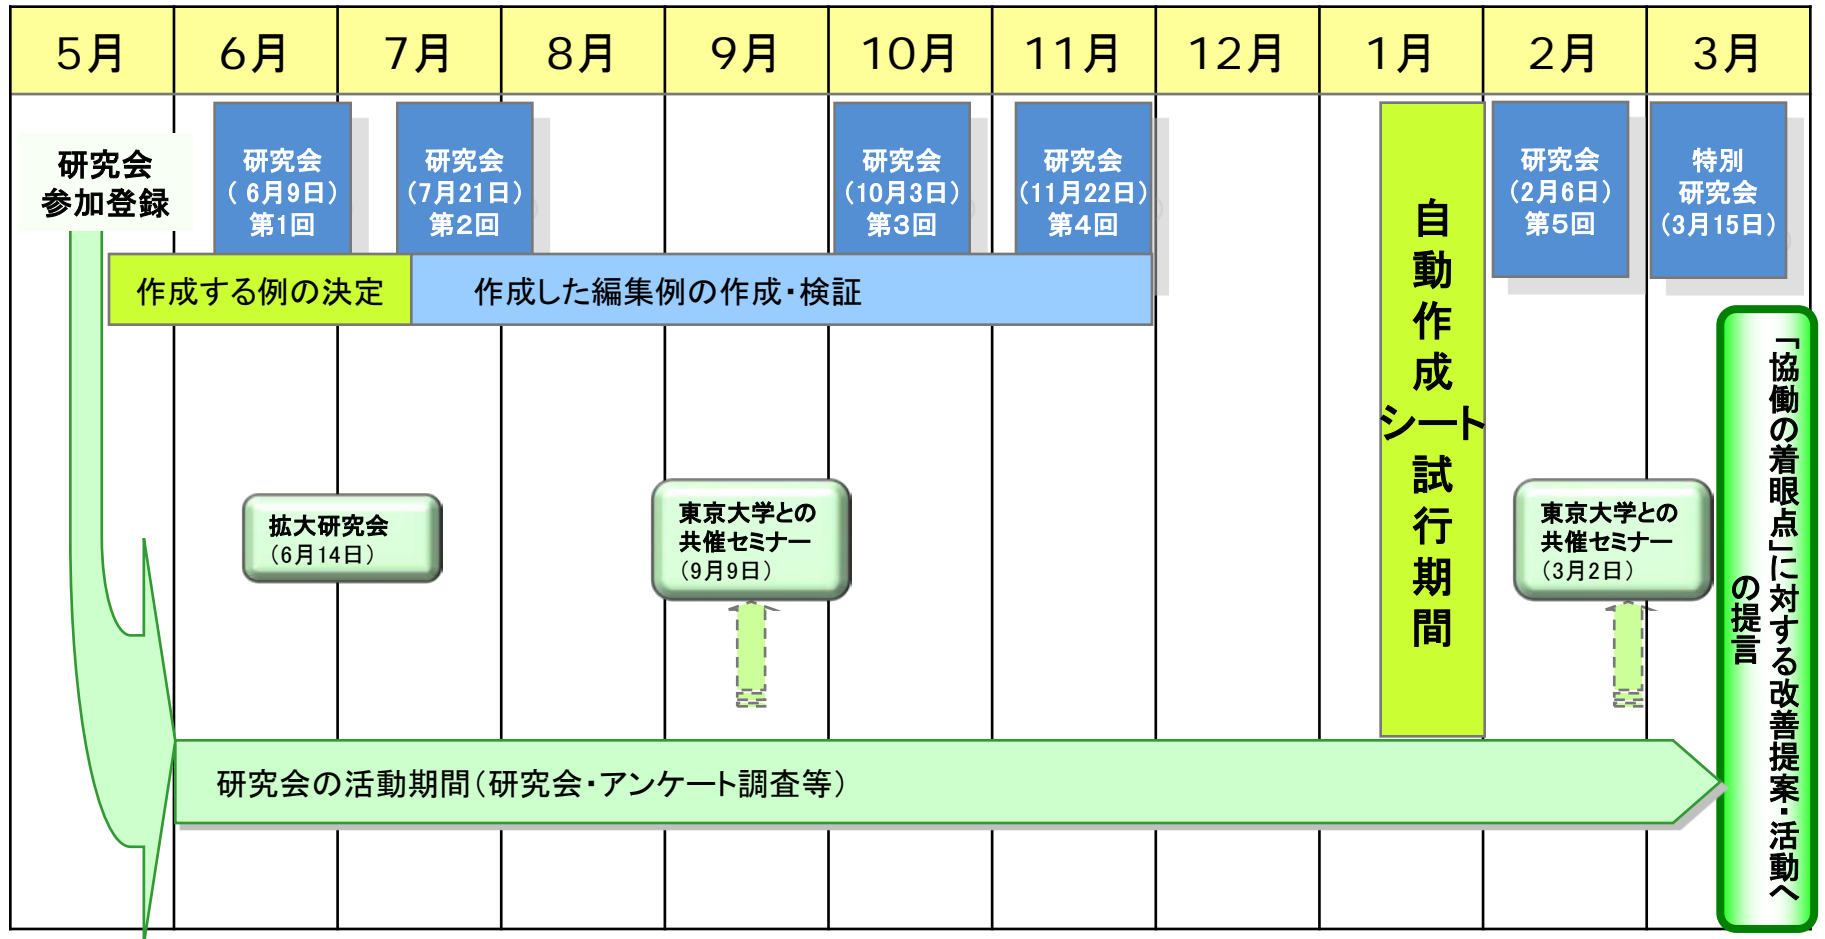 5月 6月 7月 8月 9月 10月 11月 12月 1月 2月 3月
研究会
参加登録
研究会
( 6月9日)
第1回
研究会
(7月21日)
第2回
研究会
(10月3日)
第3回
研究会
(11月22日)
第4回
研究会
(2月6日)
第5回
特別
研究会
(3月15日)
作成する例の決定
作成した編集例の作成・検証
自動作成シート試行期間
拡大研究会
(6月14日)
東京大学との
共催セミナー
(9月9日)
東京大学との
共催セミナー
(3月2日)
「協働の着眼点」に対する改善提案・活動へ
の提言
研究会の活動期間(研究会・アンケート調査等)